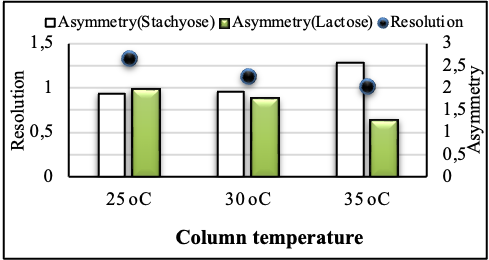 Asymmetry(Stachyose) Asymmetry(Lactose) Resolution
1,5
1
0,5
0
Resolution
3
2,5
2
1,5
1
0,5
0
Asymmetry
25 oC 30 oC 35 oC
Column temperature